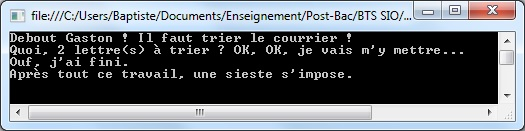 file:///C:/Users/Baptiste/Documents/Enseignement/Post-Bac/BTS SIO/...
Debout Gaston ! Il faut trier le courrier !
Quoi, 2 lettre(s) à trier ? OK, OK, je vais m'y mettre...
Ouf, j'ai fini.
Après tout ce travail, une sieste s'impose.